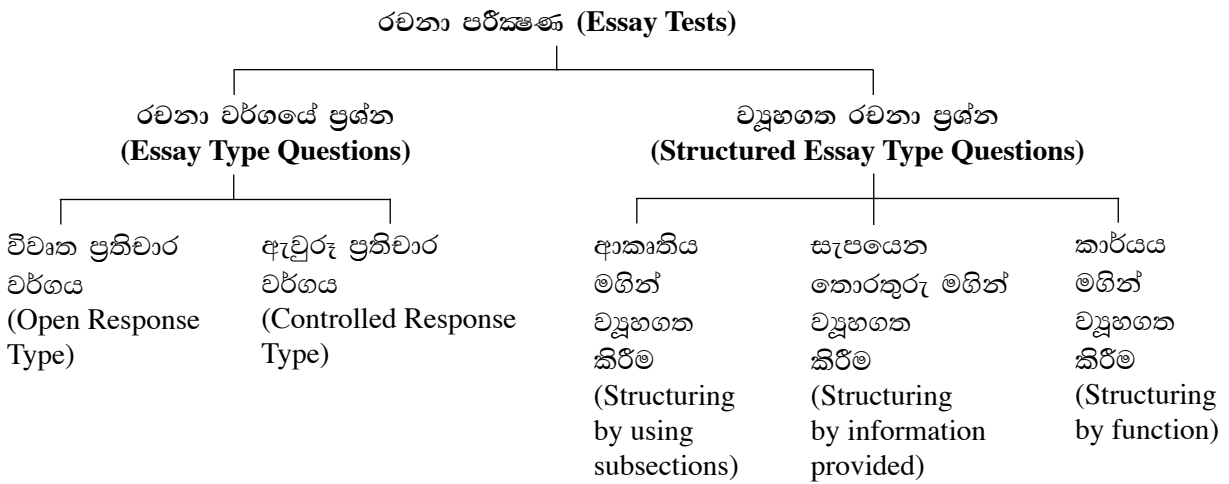 රචනා පරීක්‍ෂණ (Essay Tests)
රචනා වර්ගයේ ප්‍රශ්න
(Essay Type Questions)
ව්‍යූහගත රචනා ප්‍රශ්න
(Structured Essay Type Questions)
විවෘත ප්‍රතිචාර
වර්ගය
(Open Response
Type)
ඇවුරූ ප්‍රතිචාර
වර්ගය
(Controlled Response
Type)
ආකෘතිය
මගින්
ව්‍යූහගත
කිරීම
(Structuring
by using
subsections)
සැපයෙන
තොරතුරු මගින්
ව්‍යූහගත
කිරීම
(Structuring
by information
provided)
කාර්යය
මගින්
ව්‍යූහගත
කිරීම
(Structuring
by function)